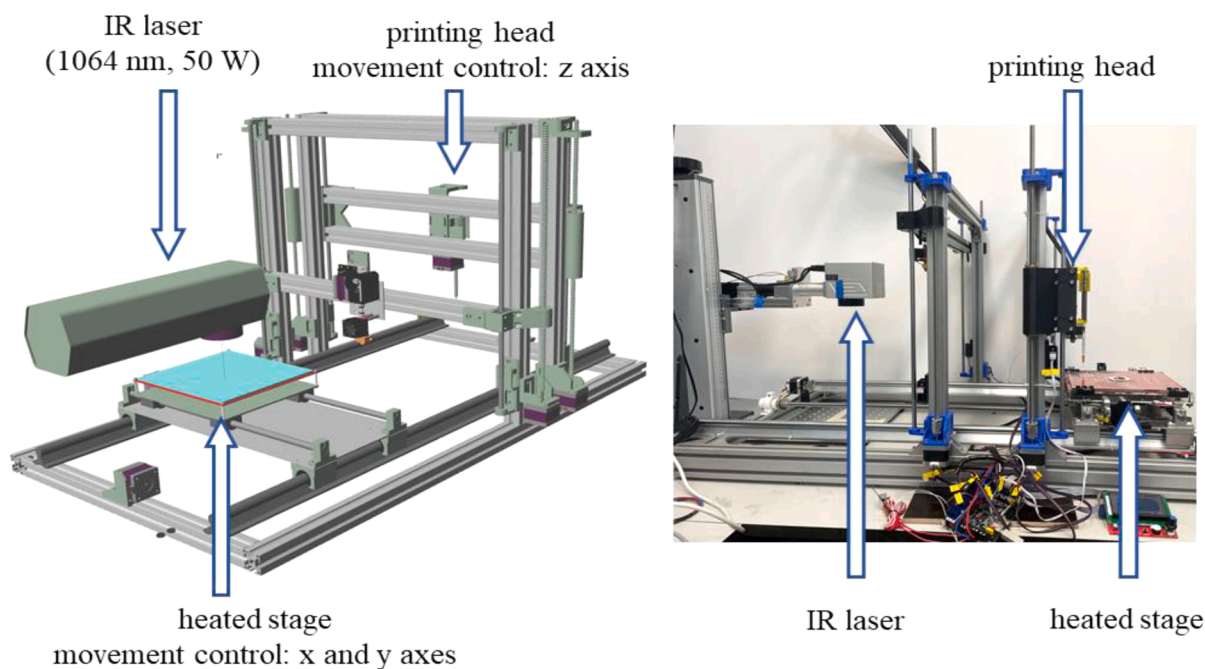 IR laser
(1064 nm, 50 W)
printing head
movement control: z axis
heated stage
movement control: x and y axes
printing head
IR laser
heated stage